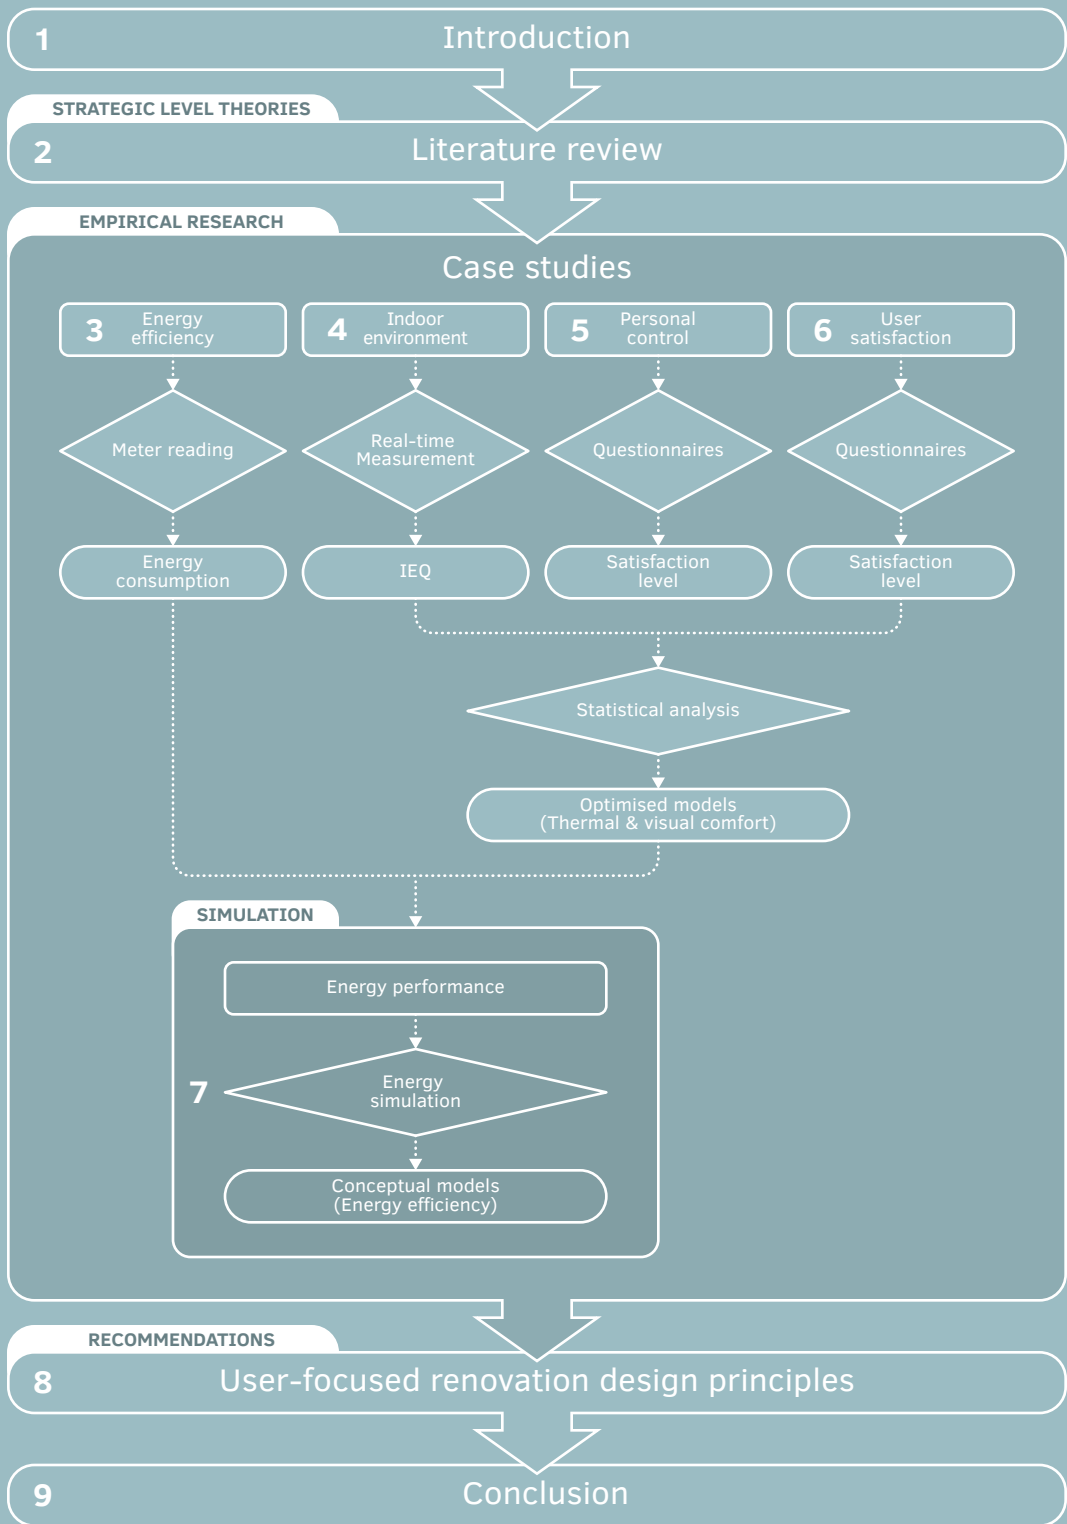 1
Introduction
STRATEGIC LEVEL THEORIES
2
Literature review
EMPIRICAL RESEARCH
Case studies
3
Energy
efficiency
4
Indoor
environment
5
Personal
control
6
User
satisfaction
Meter reading
Real-time
Measurement
Questionnaires
Questionnaires
Energy
consumption
IEQ
Satisfaction
level
Satisfaction
level
Statistical analysis
Optimised models
(Thermal & visual comfort)
SIMULATION
Energy performance
7
Energy
simulation
Conceptual models
(Energy efficiency)
RECOMMENDATIONS
8
User-focused renovation design principles
9
Conclusion